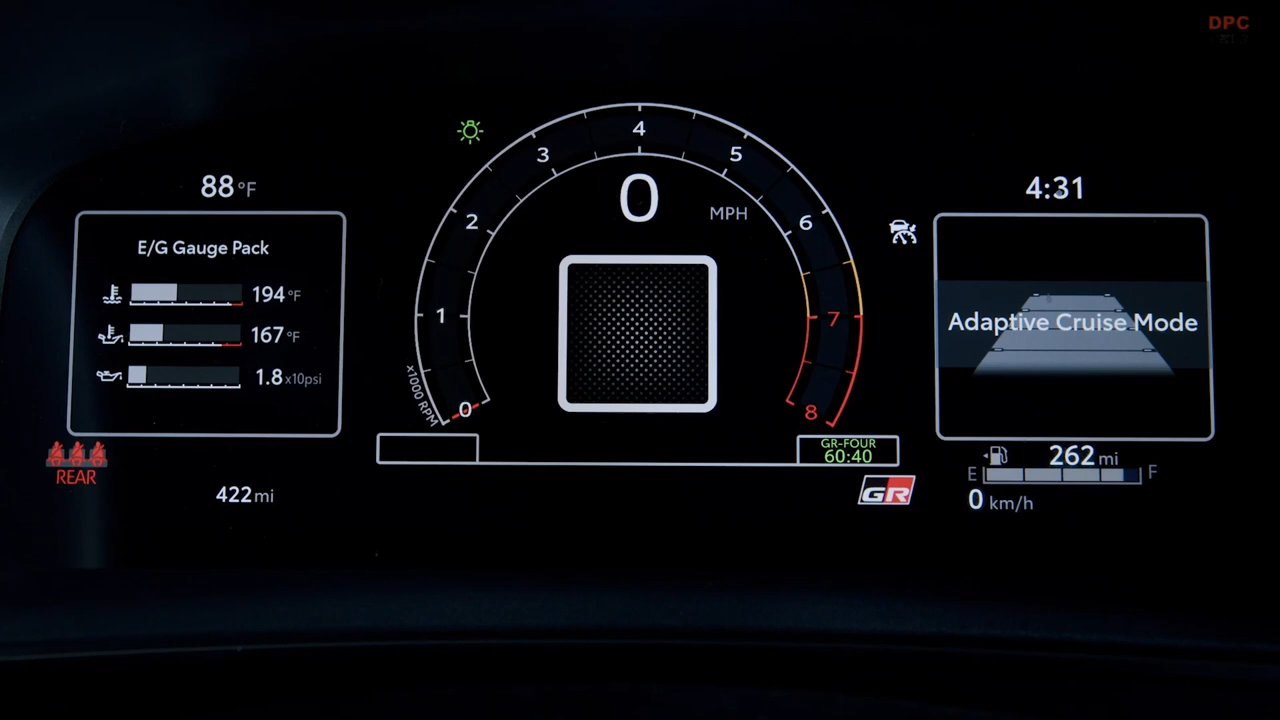 DPC
88 °F
E/G Gauge Pack
194 °F
167 °F
1.8 x10psi
REAR
422 mi
0 1 2 3 4 5 6 7 8
x1000 RPM
0
MPH
GR-FOUR
60:40
GR
4:31
Adaptive Cruise Mode
262 mi
E F
0 km/h